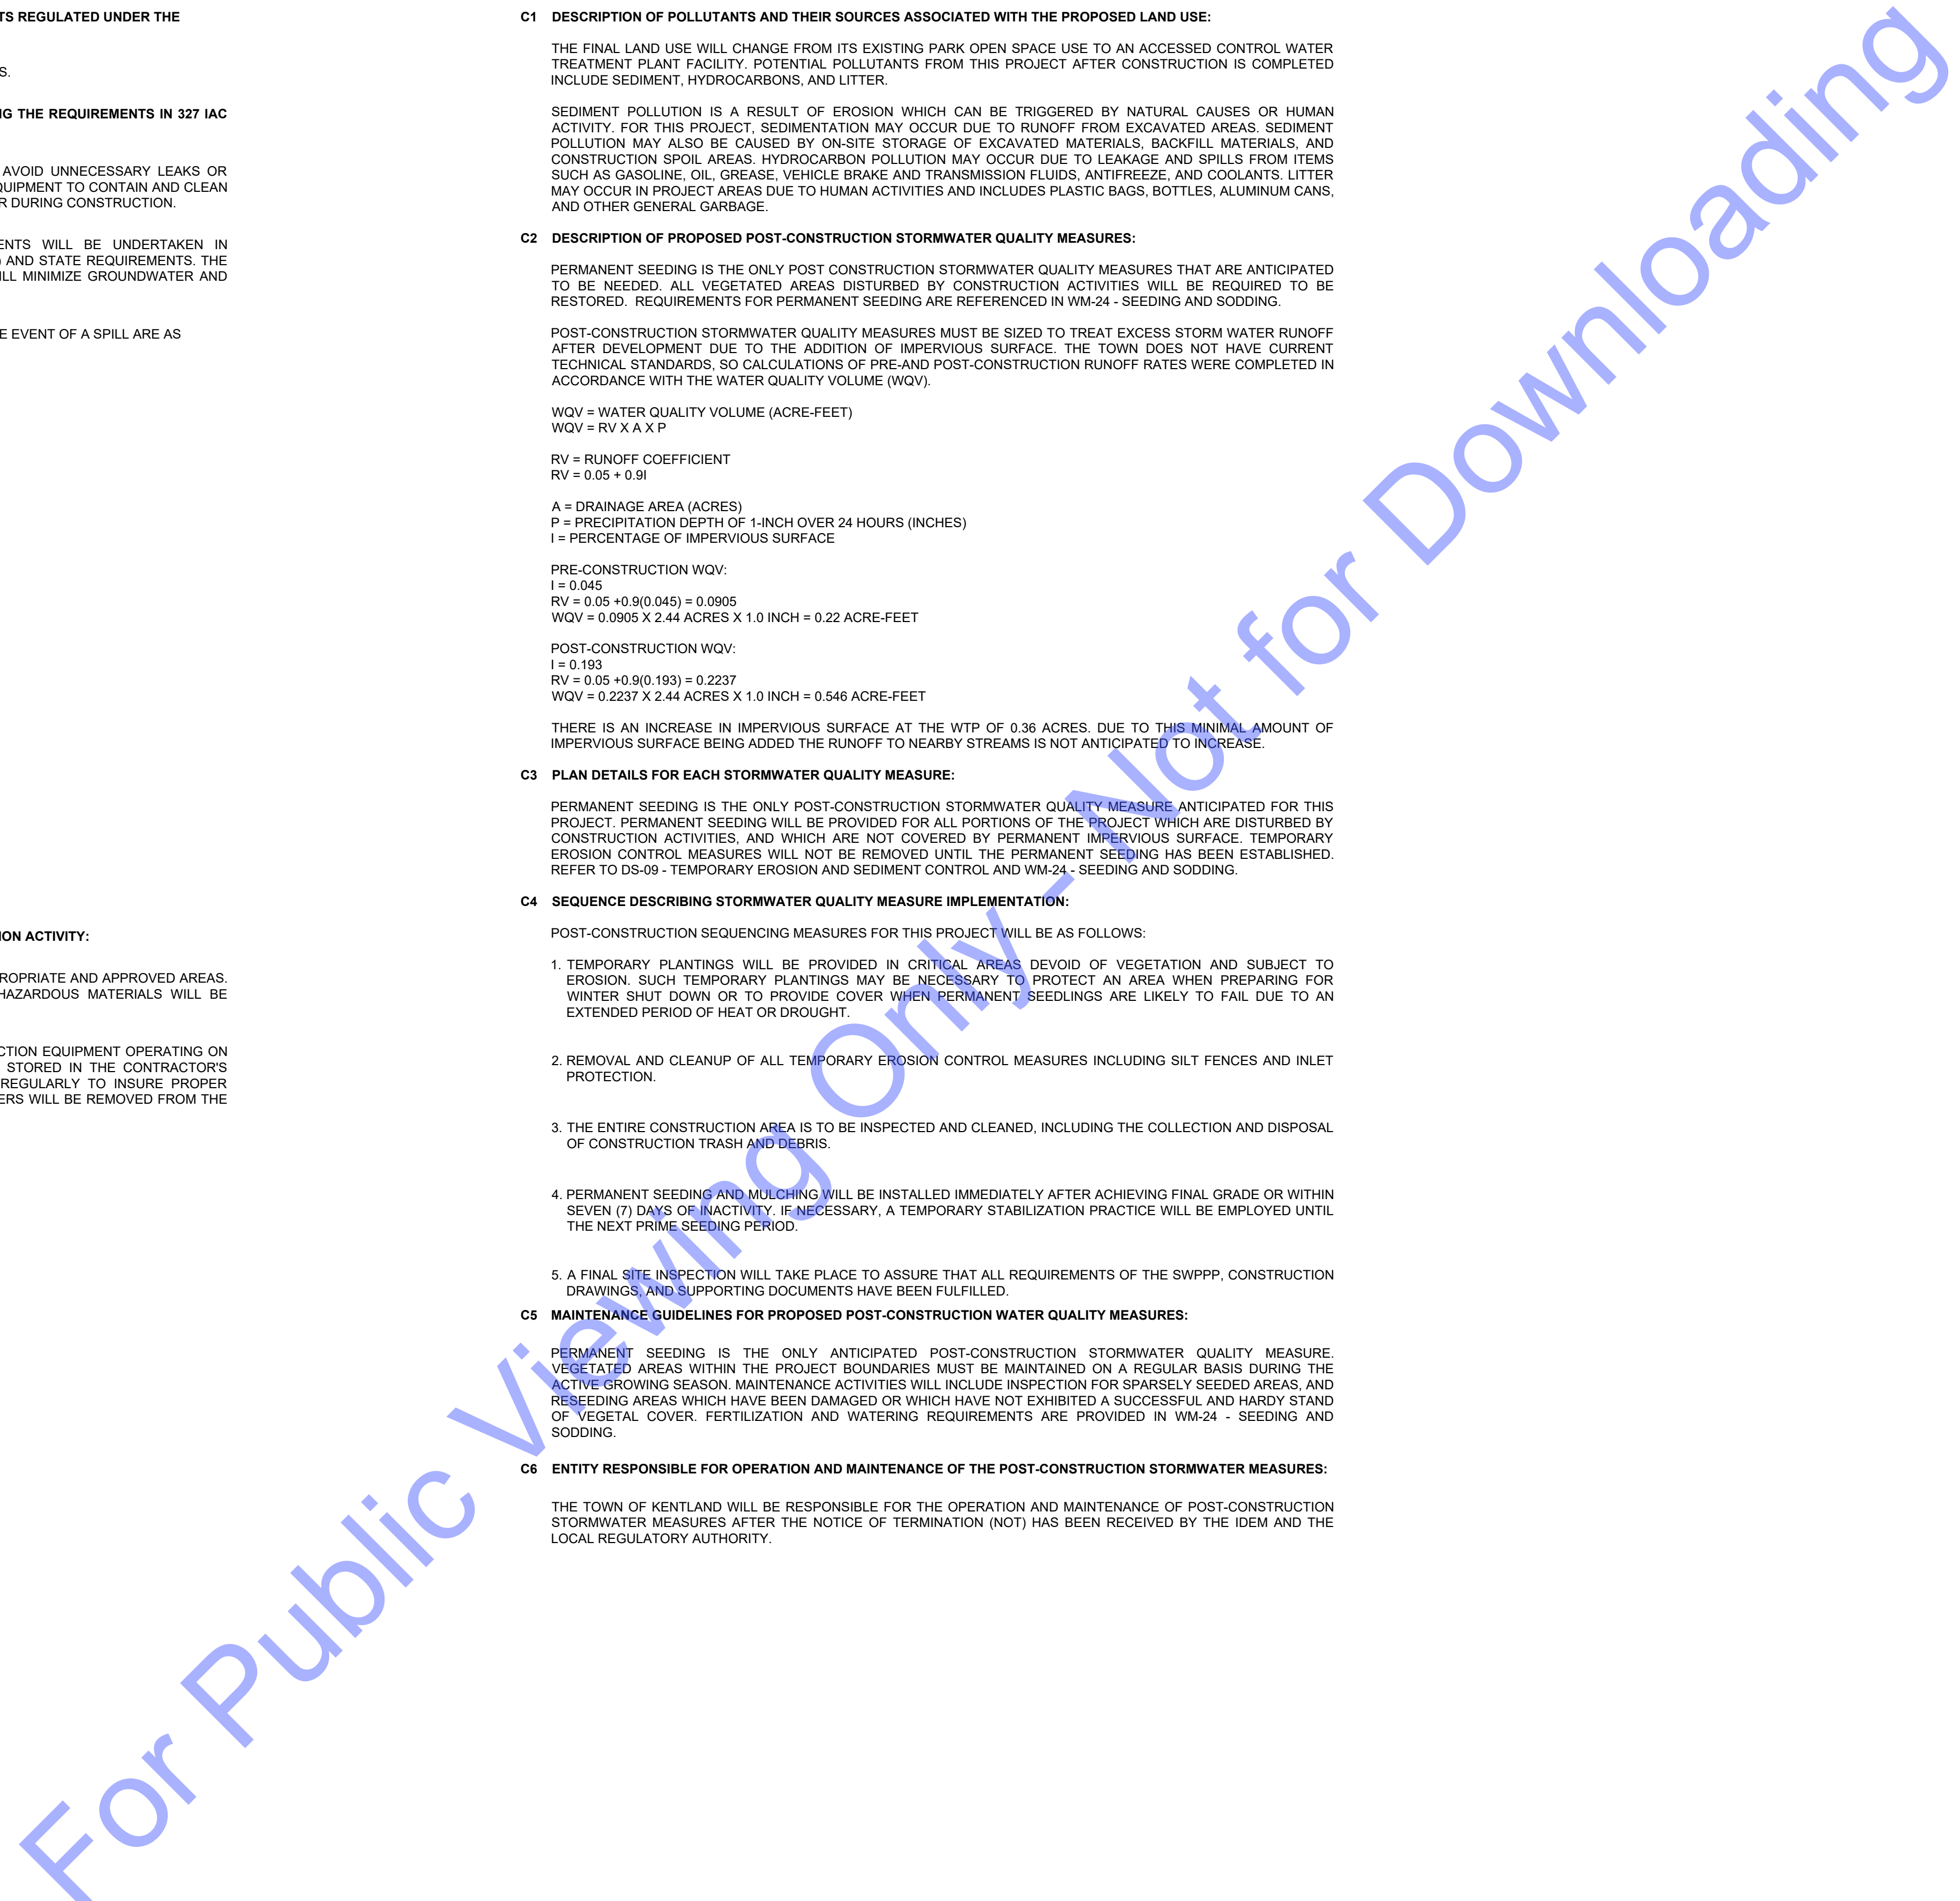 TS REGULATED UNDER THE
S.
NG THE REQUIREMENTS IN 327 IAC
AVOID UNNECESSARY LEAKS OR
QUIPMENT TO CONTAIN AND CLEAN
R DURING CONSTRUCTION.
ENTS WILL BE UNDERTAKEN IN
) AND STATE REQUIREMENTS. THE
ILL MINIMIZE GROUNDWATER AND
E EVENT OF A SPILL ARE AS
ION ACTIVITY:
PROPRIATE AND APPROVED AREAS.
HAZARDOUS MATERIALS WILL BE
CTION EQUIPMENT OPERATING ON
STORED IN THE CONTRACTOR'S
REGULARLY TO INSURE PROPER
ERS WILL BE REMOVED FROM THE
C1 DESCRIPTION OF POLLUTANTS AND THEIR SOURCES ASSOCIATED WITH THE PROPOSED LAND USE:
THE FINAL LAND USE WILL CHANGE FROM ITS EXISTING PARK OPEN SPACE USE TO AN ACCESSED CONTROL WATER
TREATMENT PLANT FACILITY. POTENTIAL POLLUTANTS FROM THIS PROJECT AFTER CONSTRUCTION IS COMPLETED
INCLUDE SEDIMENT, HYDROCARBONS, AND LITTER.
SEDIMENT POLLUTION IS A RESULT OF EROSION WHICH CAN BE TRIGGERED BY NATURAL CAUSES OR HUMAN
ACTIVITY. FOR THIS PROJECT, SEDIMENTATION MAY OCCUR DUE TO RUNOFF FROM EXCAVATED AREAS. SEDIMENT
POLLUTION MAY ALSO BE CAUSED BY ON-SITE STORAGE OF EXCAVATED MATERIALS, BACKFILL MATERIALS, AND
CONSTRUCTION SPOIL AREAS. HYDROCARBON POLLUTION MAY OCCUR DUE TO LEAKAGE AND SPILLS FROM ITEMS
SUCH AS GASOLINE, OIL, GREASE, VEHICLE BRAKE AND TRANSMISSION FLUIDS, ANTIFREEZE, AND COOLANTS. LITTER
MAY OCCUR IN PROJECT AREAS DUE TO HUMAN ACTIVITIES AND INCLUDES PLASTIC BAGS, BOTTLES, ALUMINUM CANS,
AND OTHER GENERAL GARBAGE.
C2 DESCRIPTION OF PROPOSED POST-CONSTRUCTION STORMWATER QUALITY MEASURES:
PERMANENT SEEDING IS THE ONLY POST CONSTRUCTION STORMWATER QUALITY MEASURES THAT ARE ANTICIPATED
TO BE NEEDED. ALL VEGETATED AREAS DISTURBED BY CONSTRUCTION ACTIVITIES WILL BE REQUIRED TO BE
RESTORED. REQUIREMENTS FOR PERMANENT SEEDING ARE REFERENCED IN WM-24 - SEEDING AND SODDING.
POST-CONSTRUCTION STORMWATER QUALITY MEASURES MUST BE SIZED TO TREAT EXCESS STORM WATER RUNOFF
AFTER DEVELOPMENT DUE TO THE ADDITION OF IMPERVIOUS SURFACE. THE TOWN DOES NOT HAVE CURRENT
TECHNICAL STANDARDS, SO CALCULATIONS OF PRE-AND POST-CONSTRUCTION RUNOFF RATES WERE COMPLETED IN
ACCORDANCE WITH THE WATER QUALITY VOLUME (WQV).
WQV = WATER QUALITY VOLUME (ACRE-FEET)
WQV = RV X A X P
RV = RUNOFF COEFFICIENT
RV = 0.05 + 0.9I
A = DRAINAGE AREA (ACRES)
P = PRECIPITATION DEPTH OF 1-INCH OVER 24 HOURS (INCHES)
I = PERCENTAGE OF IMPERVIOUS SURFACE
PRE-CONSTRUCTION WQV:
I = 0.045
RV = 0.05 +0.9(0.045) = 0.0905
WQV = 0.0905 X 2.44 ACRES X 1.0 INCH = 0.22 ACRE-FEET
POST-CONSTRUCTION WQV:
I = 0.193
RV = 0.05 +0.9(0.193) = 0.2237
WQV = 0.2237 X 2.44 ACRES X 1.0 INCH = 0.546 ACRE-FEET
THERE IS AN INCREASE IN IMPERVIOUS SURFACE AT THE WTP OF 0.36 ACRES. DUE TO THIS MINIMAL AMOUNT OF
IMPERVIOUS SURFACE BEING ADDED THE RUNOFF TO NEARBY STREAMS IS NOT ANTICIPATED TO INCREASE.
C3 PLAN DETAILS FOR EACH STORMWATER QUALITY MEASURE:
PERMANENT SEEDING IS THE ONLY POST-CONSTRUCTION STORMWATER QUALITY MEASURE ANTICIPATED FOR THIS
PROJECT. PERMANENT SEEDING WILL BE PROVIDED FOR ALL PORTIONS OF THE PROJECT WHICH ARE DISTURBED BY
CONSTRUCTION ACTIVITIES, AND WHICH ARE NOT COVERED BY PERMANENT IMPERVIOUS SURFACE. TEMPORARY
EROSION CONTROL MEASURES WILL NOT BE REMOVED UNTIL THE PERMANENT SEEDING HAS BEEN ESTABLISHED.
REFER TO DS-09 - TEMPORARY EROSION AND SEDIMENT CONTROL AND WM-24 - SEEDING AND SODDING.
C4 SEQUENCE DESCRIBING STORMWATER QUALITY MEASURE IMPLEMENTATION:
POST-CONSTRUCTION SEQUENCING MEASURES FOR THIS PROJECT WILL BE AS FOLLOWS:
1. TEMPORARY PLANTINGS WILL BE PROVIDED IN CRITICAL AREAS DEVOID OF VEGETATION AND SUBJECT TO
EROSION. SUCH TEMPORARY PLANTINGS MAY BE NECESSARY TO PROTECT AN AREA WHEN PREPARING FOR
WINTER SHUT DOWN OR TO PROVIDE COVER WHEN PERMANENT SEEDLINGS ARE LIKELY TO FAIL DUE TO AN
EXTENDED PERIOD OF HEAT OR DROUGHT.
2. REMOVAL AND CLEANUP OF ALL TEMPORARY EROSION CONTROL MEASURES INCLUDING SILT FENCES AND INLET
PROTECTION.
3. THE ENTIRE CONSTRUCTION AREA IS TO BE INSPECTED AND CLEANED, INCLUDING THE COLLECTION AND DISPOSAL
OF CONSTRUCTION TRASH AND DEBRIS.
4. PERMANENT SEEDING AND MULCHING WILL BE INSTALLED IMMEDIATELY AFTER ACHIEVING FINAL GRADE OR WITHIN
SEVEN (7) DAYS OF INACTIVITY. IF NECESSARY, A TEMPORARY STABILIZATION PRACTICE WILL BE EMPLOYED UNTIL
THE NEXT PRIME SEEDING PERIOD.
5. A FINAL SITE INSPECTION WILL TAKE PLACE TO ASSURE THAT ALL REQUIREMENTS OF THE SWPPP, CONSTRUCTION
DRAWINGS, AND SUPPORTING DOCUMENTS HAVE BEEN FULFILLED.
C5 MAINTENANCE GUIDELINES FOR PROPOSED POST-CONSTRUCTION WATER QUALITY MEASURES:
PERMANENT SEEDING IS THE ONLY ANTICIPATED POST-CONSTRUCTION STORMWATER QUALITY MEASURE.
VEGETATED AREAS WITHIN THE PROJECT BOUNDARIES MUST BE MAINTAINED ON A REGULAR BASIS DURING THE
ACTIVE GROWING SEASON. MAINTENANCE ACTIVITIES WILL INCLUDE INSPECTION FOR SPARSELY SEEDED AREAS, AND
RESEEDING AREAS WHICH HAVE BEEN DAMAGED OR WHICH HAVE NOT EXHIBITED A SUCCESSFUL AND HARDY STAND
OF VEGETAL COVER. FERTILIZATION AND WATERING REQUIREMENTS ARE PROVIDED IN WM-24 - SEEDING AND
SODDING.
C6 ENTITY RESPONSIBLE FOR OPERATION AND MAINTENANCE OF THE POST-CONSTRUCTION STORMWATER MEASURES:
THE TOWN OF KENTLAND WILL BE RESPONSIBLE FOR THE OPERATION AND MAINTENANCE OF POST-CONSTRUCTION
STORMWATER MEASURES AFTER THE NOTICE OF TERMINATION (NOT) HAS BEEN RECEIVED BY THE IDEM AND THE
LOCAL REGULATORY AUTHORITY.
For Public Viewing Only - Not for Downloading